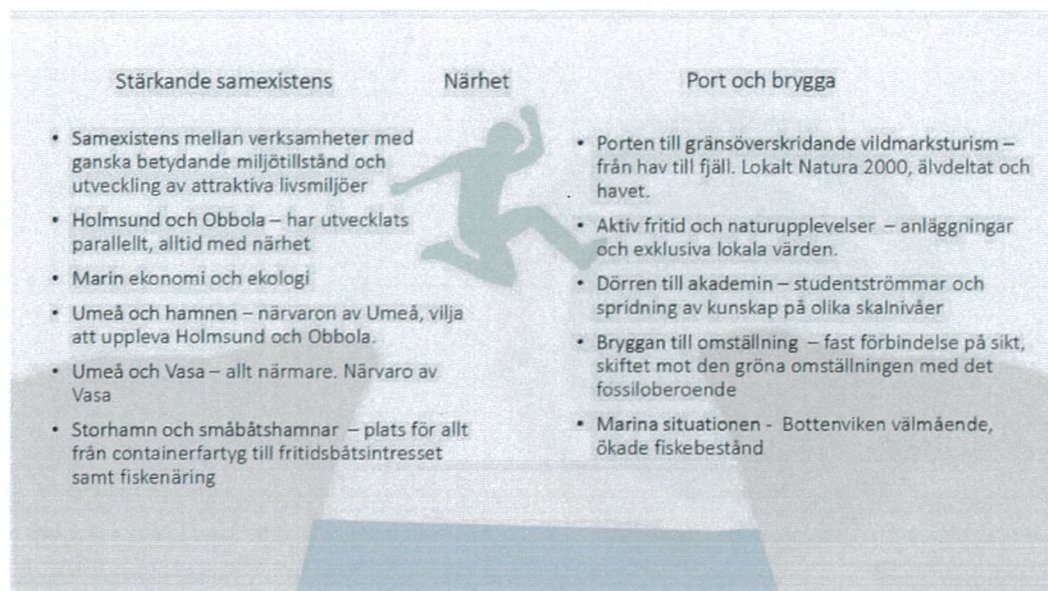 Stärkande samexistens
• Samexistens mellan verksamheter med
ganska betydande miljötillstånd och
utveckling av attraktiva livsmiljöer
• Holmsund och Obbola – har utvecklats
parallellt, alltid med närhet
• Marin ekonomi och ekologi
• Umeå och hamnen – närvaron av Umeå, vilja
att uppleva Holmsund och Obbola.
• Umeå och Vasa – allt närmare. Närvaro av
Vasa
• Storhamn och småbåtshamnar – plats för allt
från containerfartyg till fritidsbåtsintresset
samt fiskenäring
Närhet
Port och brygga
• Porten till gränsöverskridande vildmarksturism –
från hav till fjäll. Lokalt Natura 2000, älvdeltat och
havet.
• Aktiv fritid och naturupplevelser – anläggningar
och exklusiva lokala värden.
• Dörren till akademin – studentströmmar och
spridning av kunskap på olika skalnivåer
• Bryggan till omställning – fast förbindelse på sikt,
skiftet mot den gröna omställningen med det
fossiloberoende
• Marina situationen - Bottenviken välmående,
ökade fiskebestånd